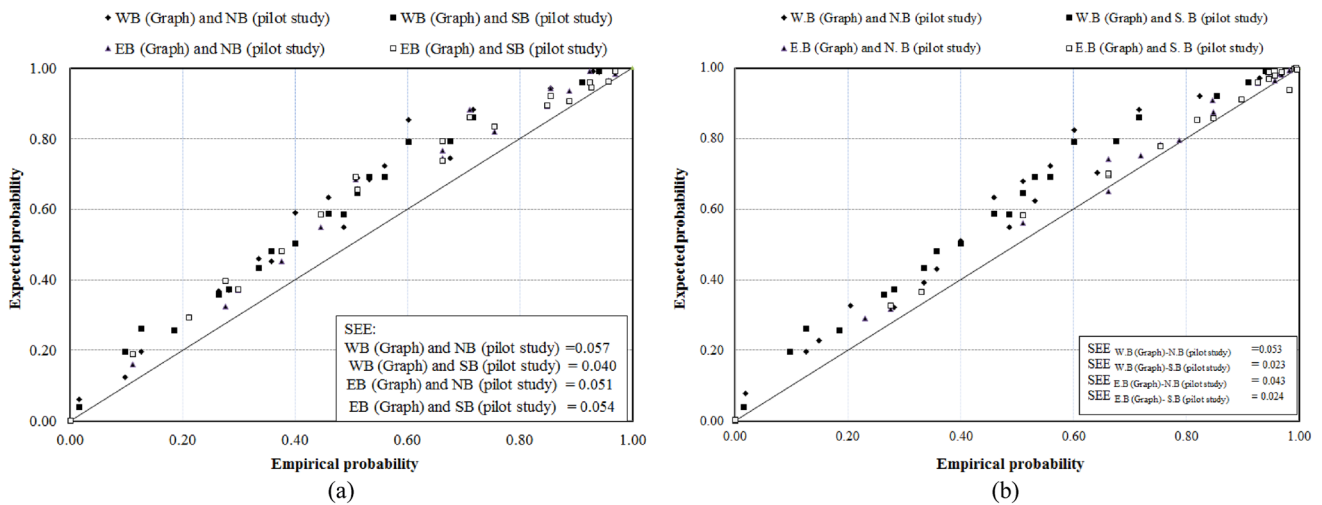 WB (Graph) and NB (pilot study)
WB (Graph) and SB (pilot study)
EB (Graph) and NB (pilot study)
EB (Graph) and SB (pilot study)
Expected probability
1.00
0.80
0.60
0.40
0.20
0.00
SEE:
WB (Graph) and NB (pilot study) =0.057
WB (Graph) and SB (pilot study) = 0.040
EB (Graph) and NB (pilot study) = 0.051
EB (Graph) and SB (pilot study) = 0.054
0.00 0.20 0.40 0.60 0.80 1.00
Empirical probability
(a)
W.B (Graph) and N.B (pilot study)
W.B (Graph) and S. B (pilot study)
E.B (Graph) and N. B (pilot study)
E.B (Graph) and S. B (pilot study)
Expected probability
1.00
0.80
0.60
0.40
0.20
0.00
SEE W.B (Graph)-N.B (pilot study) =0.053
SEE W.B (Graph)-S.B (pilot study) = 0.023
SEE E.B (Graph)-N.B (pilot study) = 0.043
SEE E.B (Graph)- S.B (pilot study) = 0.024
0.00 0.20 0.40 0.60 0.80 1.00
Empirical probability
(b)